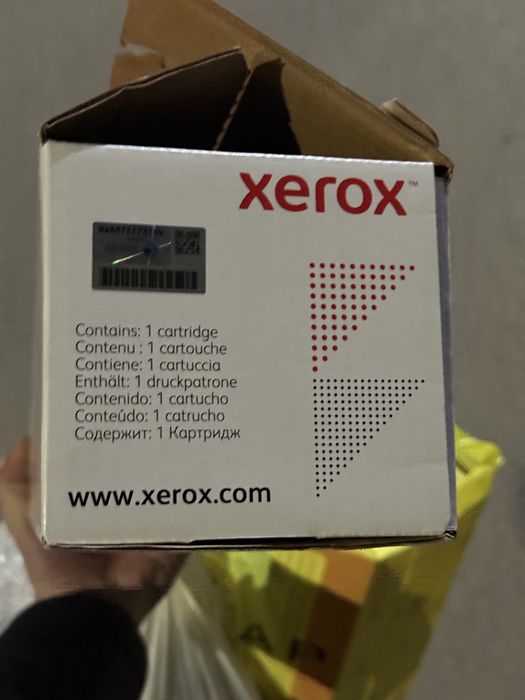 xerox™
Contains: 1 cartridge
Contenu : 1 cartouche
Contiene: 1 cartuccia
Enthält: 1 druckpatrone
Contenido: 1 cartucho
Conteúdo: 1 catrucho
Содержит: 1 Картридж
www.xerox.com